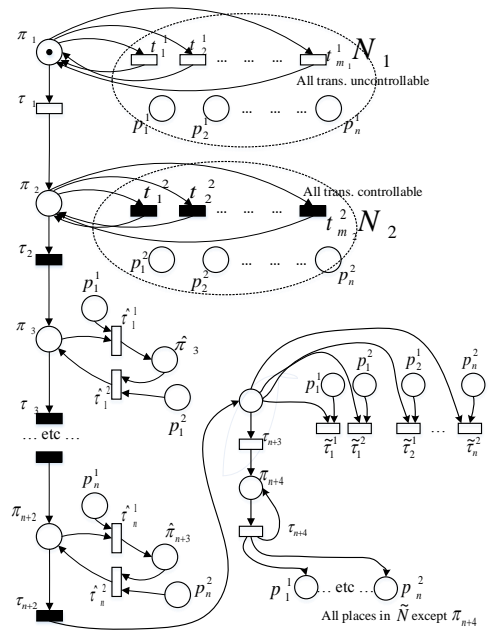 π₁ t₁¹ t₂¹ ... ... t¹ₘ₁ N₁
All trans. uncontrollable
τ₁
p₁¹ p₂¹ ... ... pₙ¹
π₂ t₁² t₂² ... ... t²ₘ N₂
All trans. controllable
τ₂
p₁² p₂² ... ... pₙ²
p₁¹
π₃ τ̂₁¹ π̂₃
τ̂₁² p₁²
τ₃
... etc ...
p₁¹ p₁² p₂¹ pₙ²
τ̃₁¹ τ̃₁² τ̃₂¹ ... τ̃ₙ²
τₙ₊₃
πₙ₊₄
pₙ¹
πₙ₊₂ τ̂ₙ¹ π̂ₙ₊₃
τ̂ₙ² pₙ²
τₙ₊₂
τₙ₊₄
p₁¹ ... etc ... pₙ²
All places in Ñ except πₙ₊₄